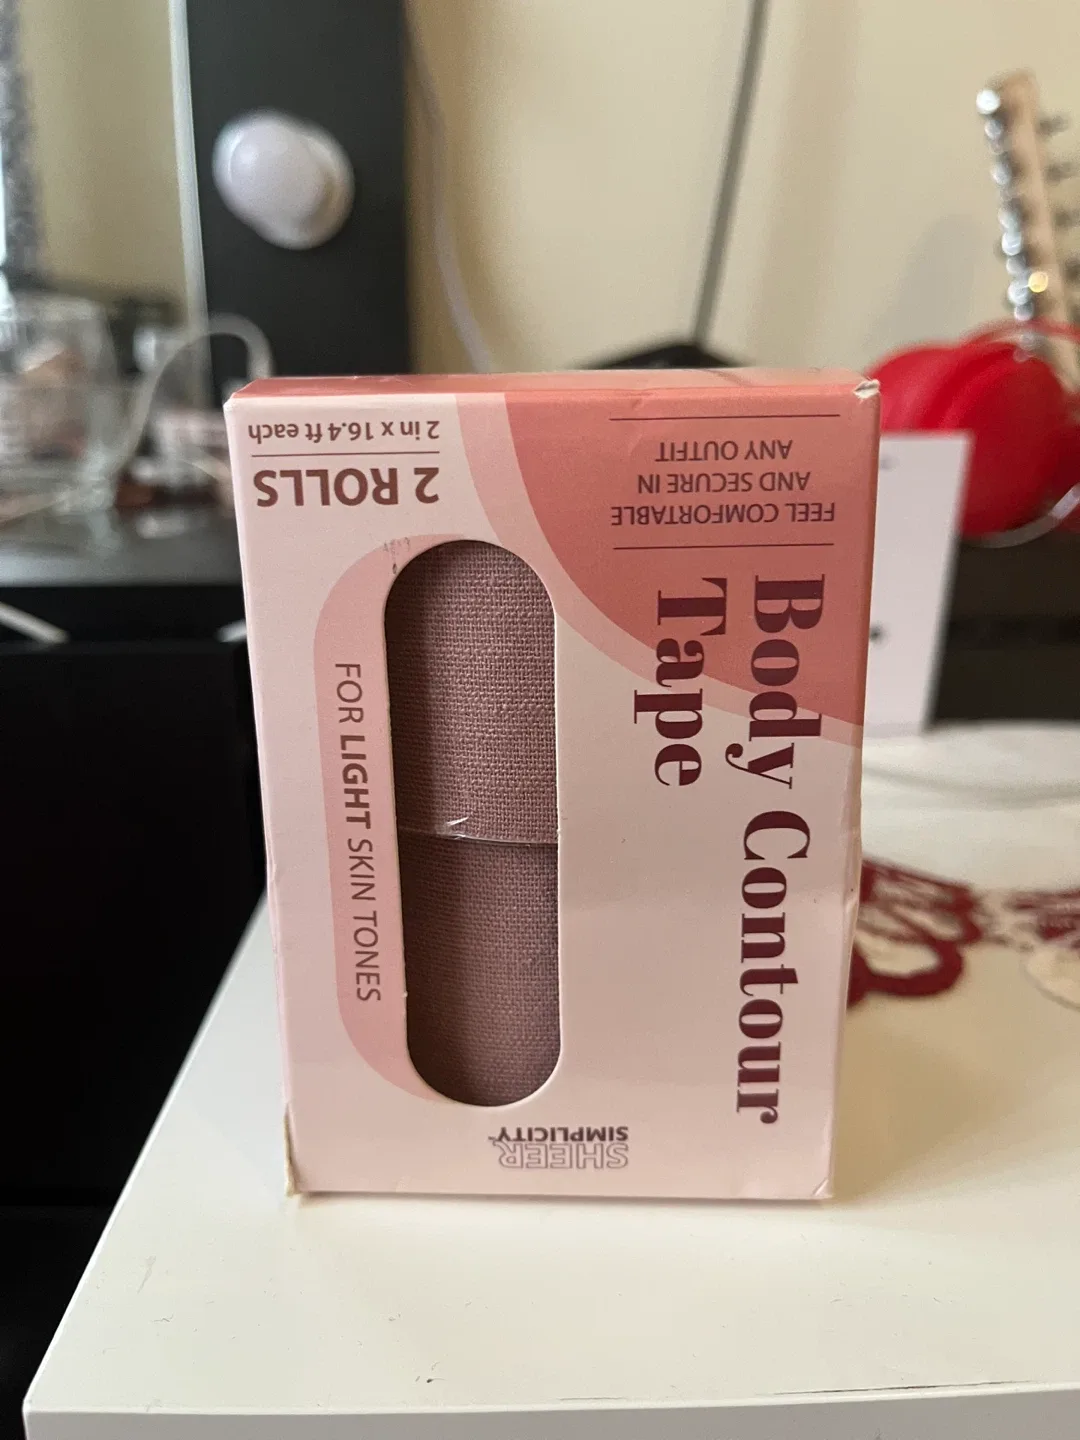 Body Contour
Tape
FEEL COMFORTABLE
AND SECURE IN
ANY OUTFIT
FOR LIGHT SKIN TONES
2 ROLLS
2 in x 16.4 ft each
SHEER
SIMPLICITY™